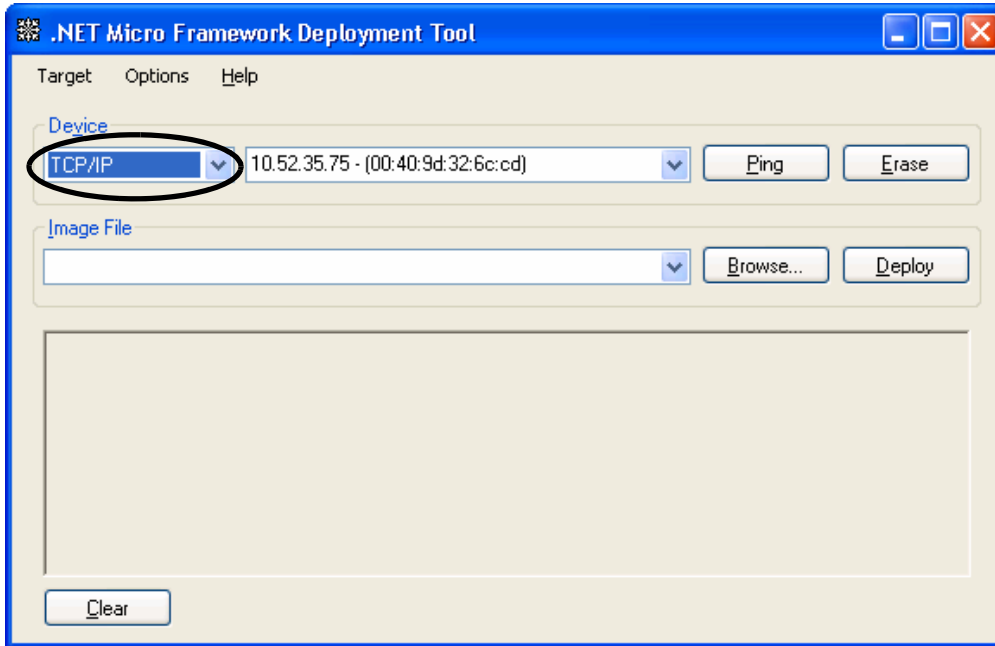 .NET Micro Framework Deployment Tool
Target Options Help
Device
TCP/IP 10.52.35.75 - (00:40:9d:32:6c:cd) Ping Erase
Image File
Browse... Deploy
Clear